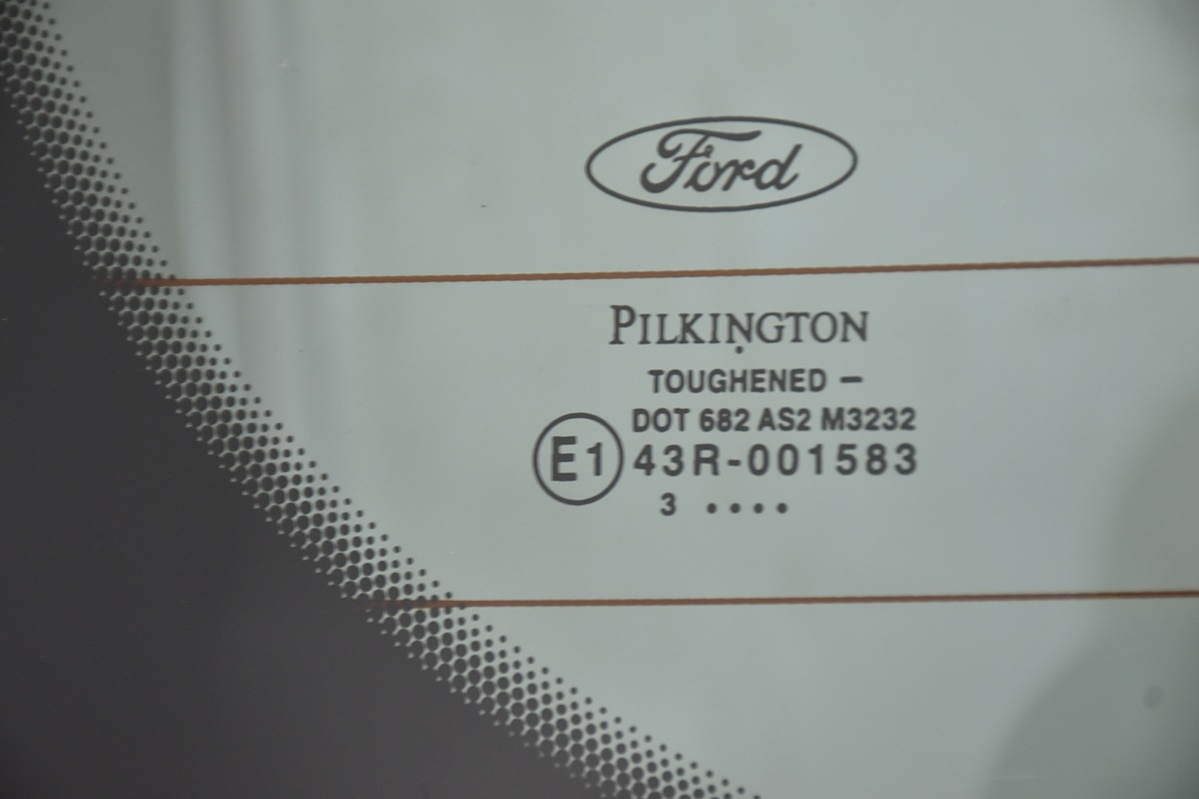 Ford
PILKINGTON
TOUGHENED –
DOT 682 AS2 M3232
E1 43R-001583
3 ....